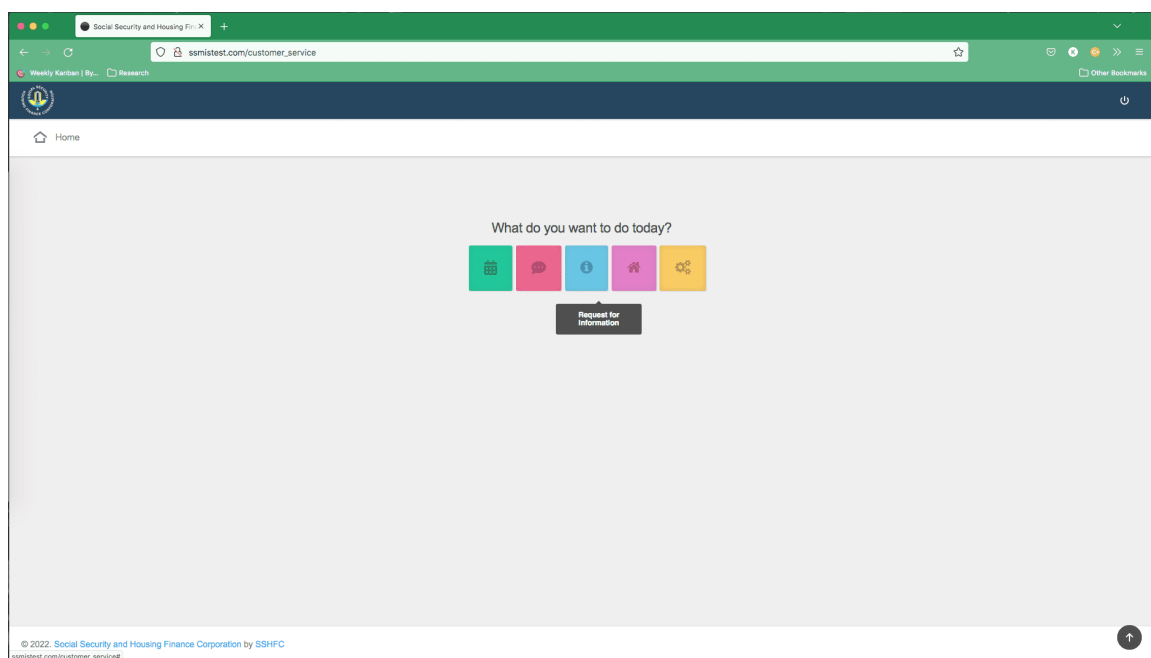 Social Security and Housing Fin
ssmistest.com/customer_service
Weekly Kanban | By...
Research
Other Bookmarks
Home
What do you want to do today?
Request for
Information
© 2022. Social Security and Housing Finance Corporation by SSHFC
ssmistest.com/customer_service#